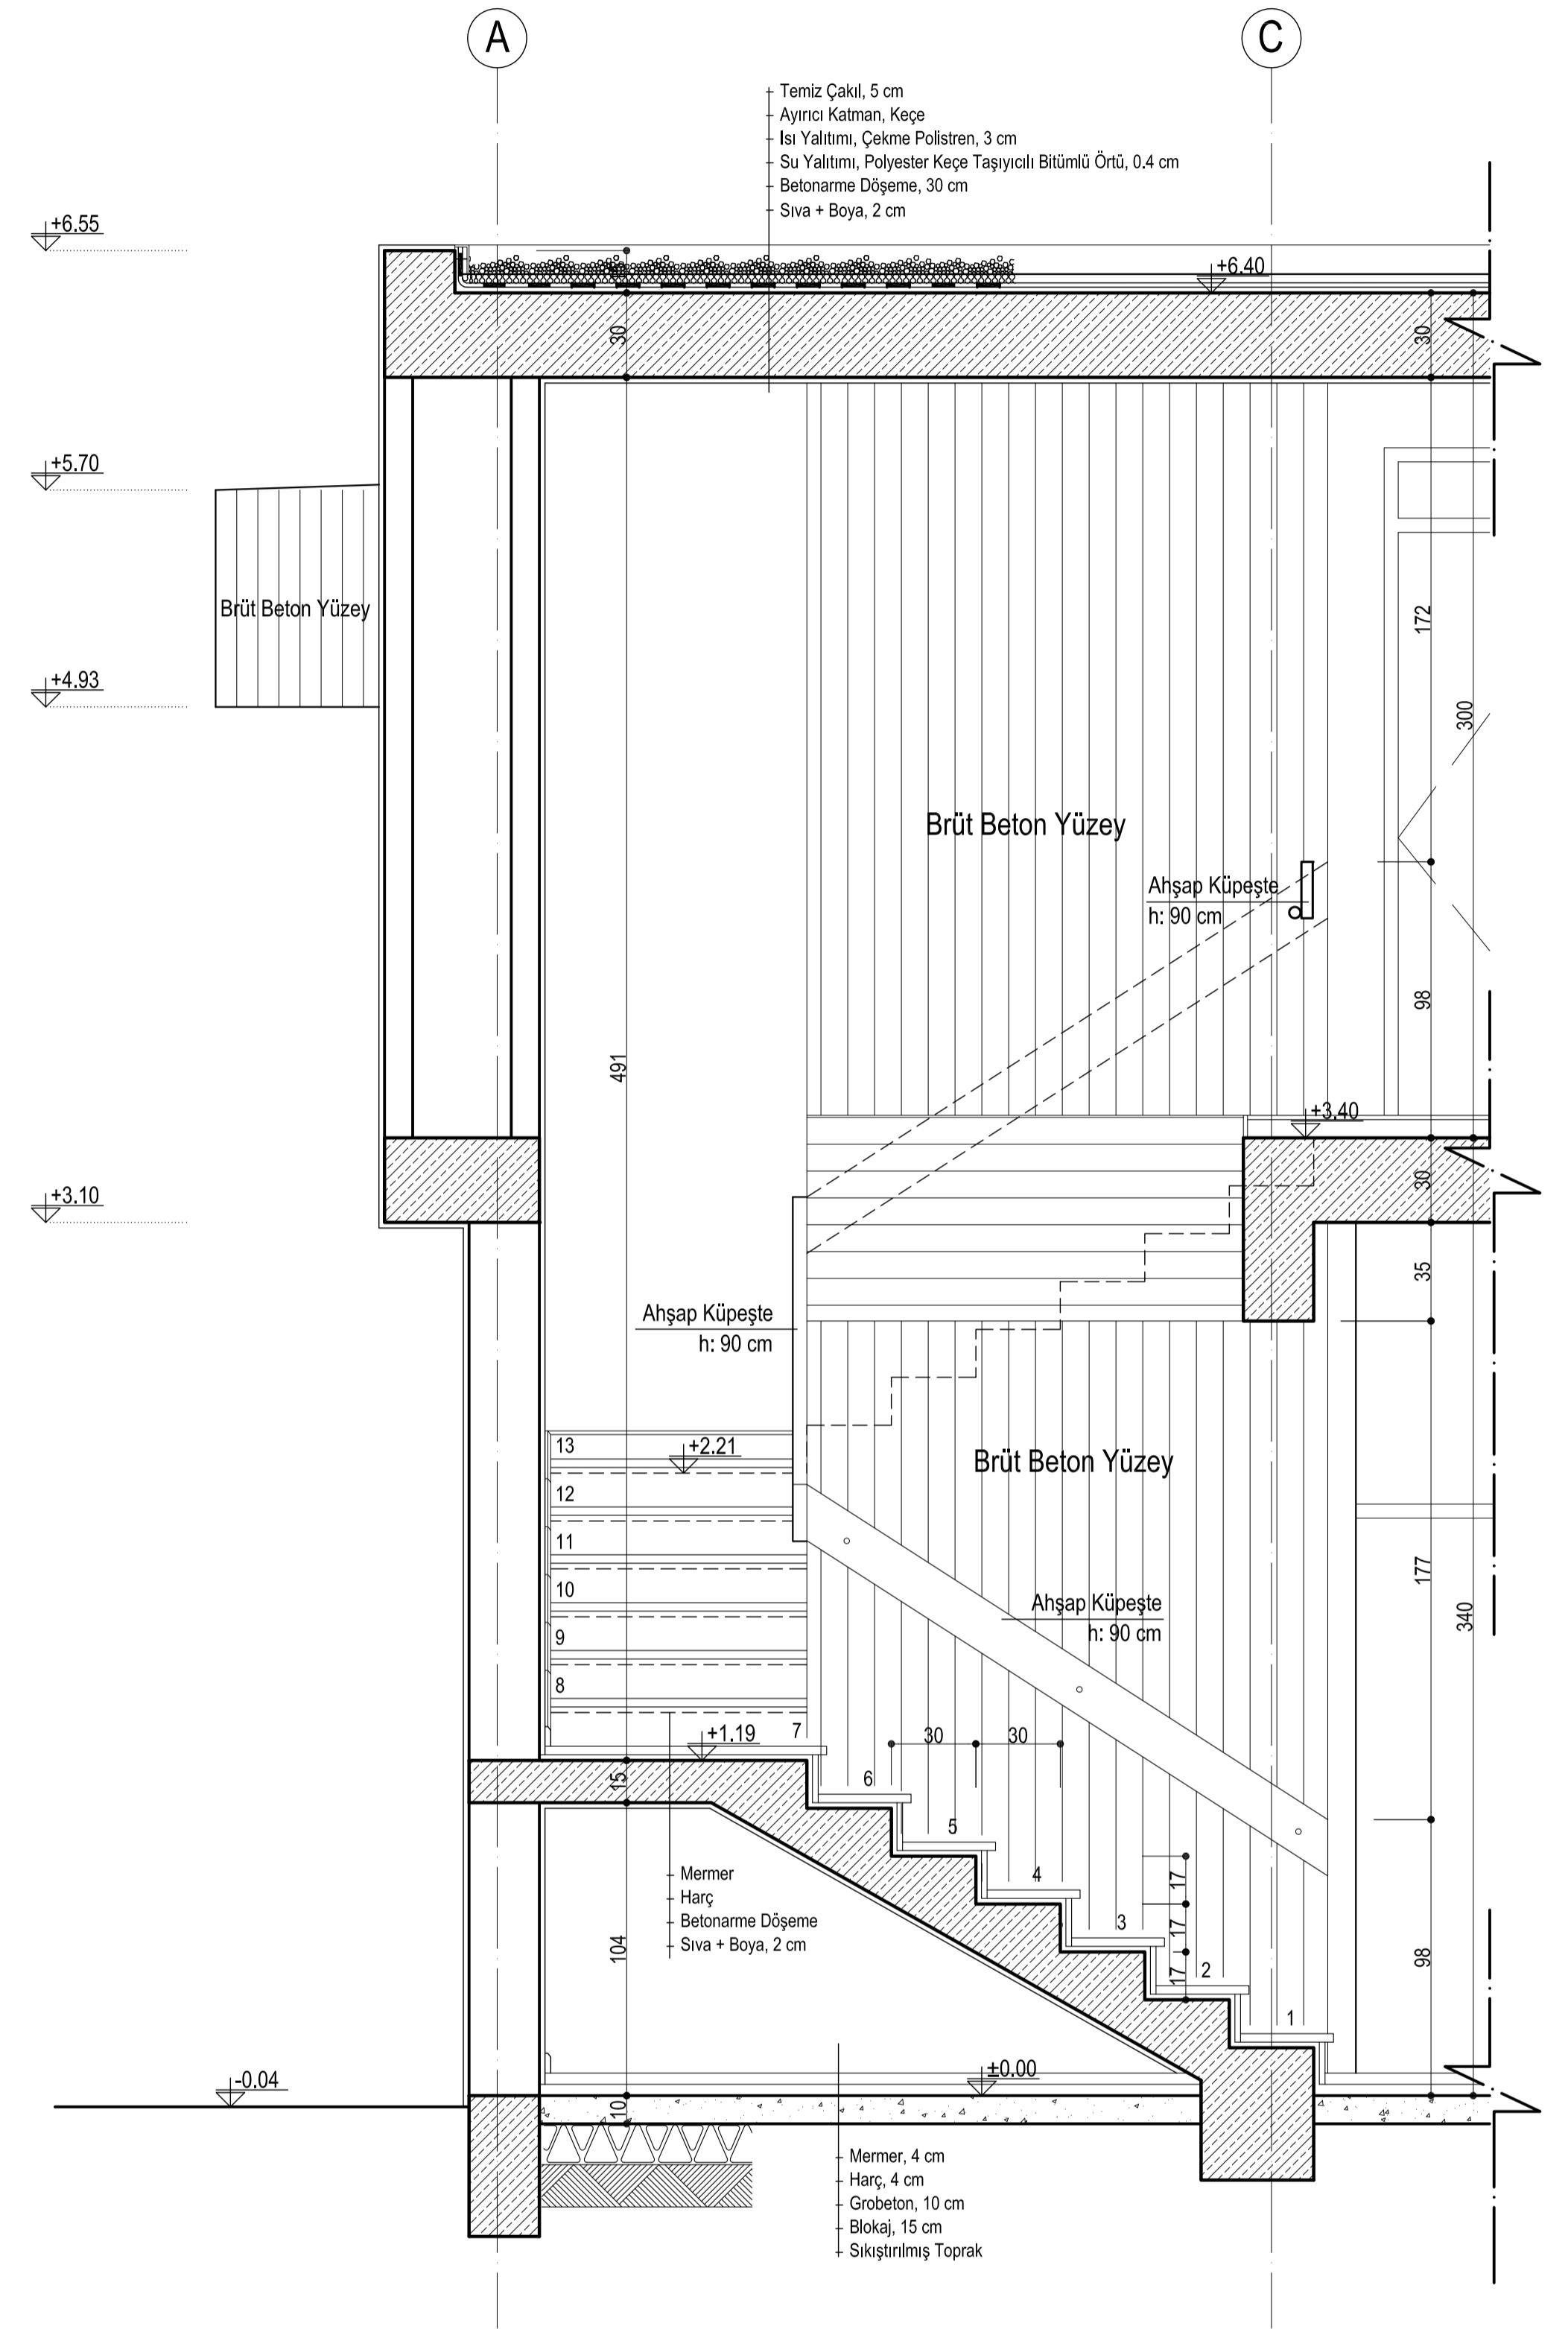 A
C
Temiz Çakıl, 5 cm
Ayırıcı Katman, Keçe
Isı Yalıtımı, Çekme Polistren, 3 cm
Su Yalıtımı, Polyester Keçe Taşıyıcılı Bitümlü Örtü, 0.4 cm
Betonarme Döşeme, 30 cm
Sıva + Boya, 2 cm
+6.55
+6.40
30
30
+5.70
Brüt Beton Yüzey
172
+4.93
300
Brüt Beton Yüzey
Ahşap Küpeşte
h: 90 cm
98
491
+3.40
30
+3.10
35
Ahşap Küpeşte
h: 90 cm
13
+2.21
Brüt Beton Yüzey
12
11
177
10
Ahşap Küpeşte
h: 90 cm
340
9
8
7
+1.19
30
30
15
6
5
4
17
Mermer
Harç
Betonarme Döşeme
Sıva + Boya, 2 cm
104
3
17
98
2
17
1
-0.04
±0.00
10
Mermer, 4 cm
Harç, 4 cm
Grobeton, 10 cm
Blokaj, 15 cm
Sıkıştırılmış Toprak